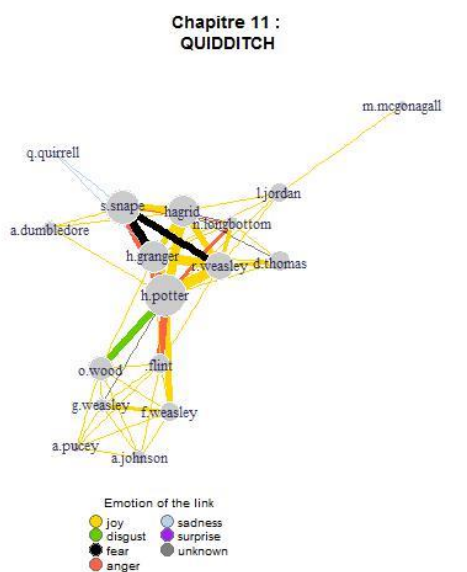 Chapitre 11 :
QUIDDITCH
m.mcgonagall
q.quirrell
l.jordan
s.snape
hagrid
n.longbottom
a.dumbledore
h.granger
r.weasley
d.thomas
h.potter
.flint
o.wood
g.weasley
f.weasley
a.pucey
a.johnson
Emotion of the link
joy
sadness
disgust
surprise
fear
unknown
anger